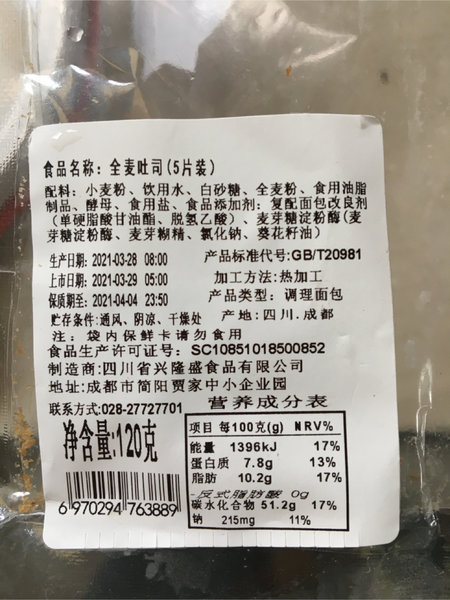 食品名称：全麦吐司(5片装)
配料：小麦粉、饮用水、白砂糖、全麦粉、食用油脂
制品、酵母、食用盐、食品添加剂：复配面包改良剂
（单硬脂酸甘油酯、脱氢乙酸）、麦芽糖淀粉酶(麦
芽糖淀粉酶、麦芽糊精、氯化钠、葵花籽油)
生产日期:2021-03-28 08:00 产品标准代号:GB/T20981
上市日期:2021-03-29 05:00 加工方法:热加工
保质期至:2021-04-04 23:50 产品类型：调理面包
贮存条件:通风、阴凉、干燥处 产地:四川.成都
注：袋内保鲜卡请勿食用
食品生产许可证号：SC10851018500852
制造商:四川省兴隆盛食品有限公司
地址:成都市简阳贾家中小企业园
联系方式:028-27727701 营养成分表
净含量:120克
项目 每100克(g) NRV%
能量 1396kJ 17%
蛋白质 7.8g 13%
脂肪 10.2g 17%
-反式脂肪酸 0g
碳水化合物 51.2g 17%
钠 215mg 11%
6 970294 763889